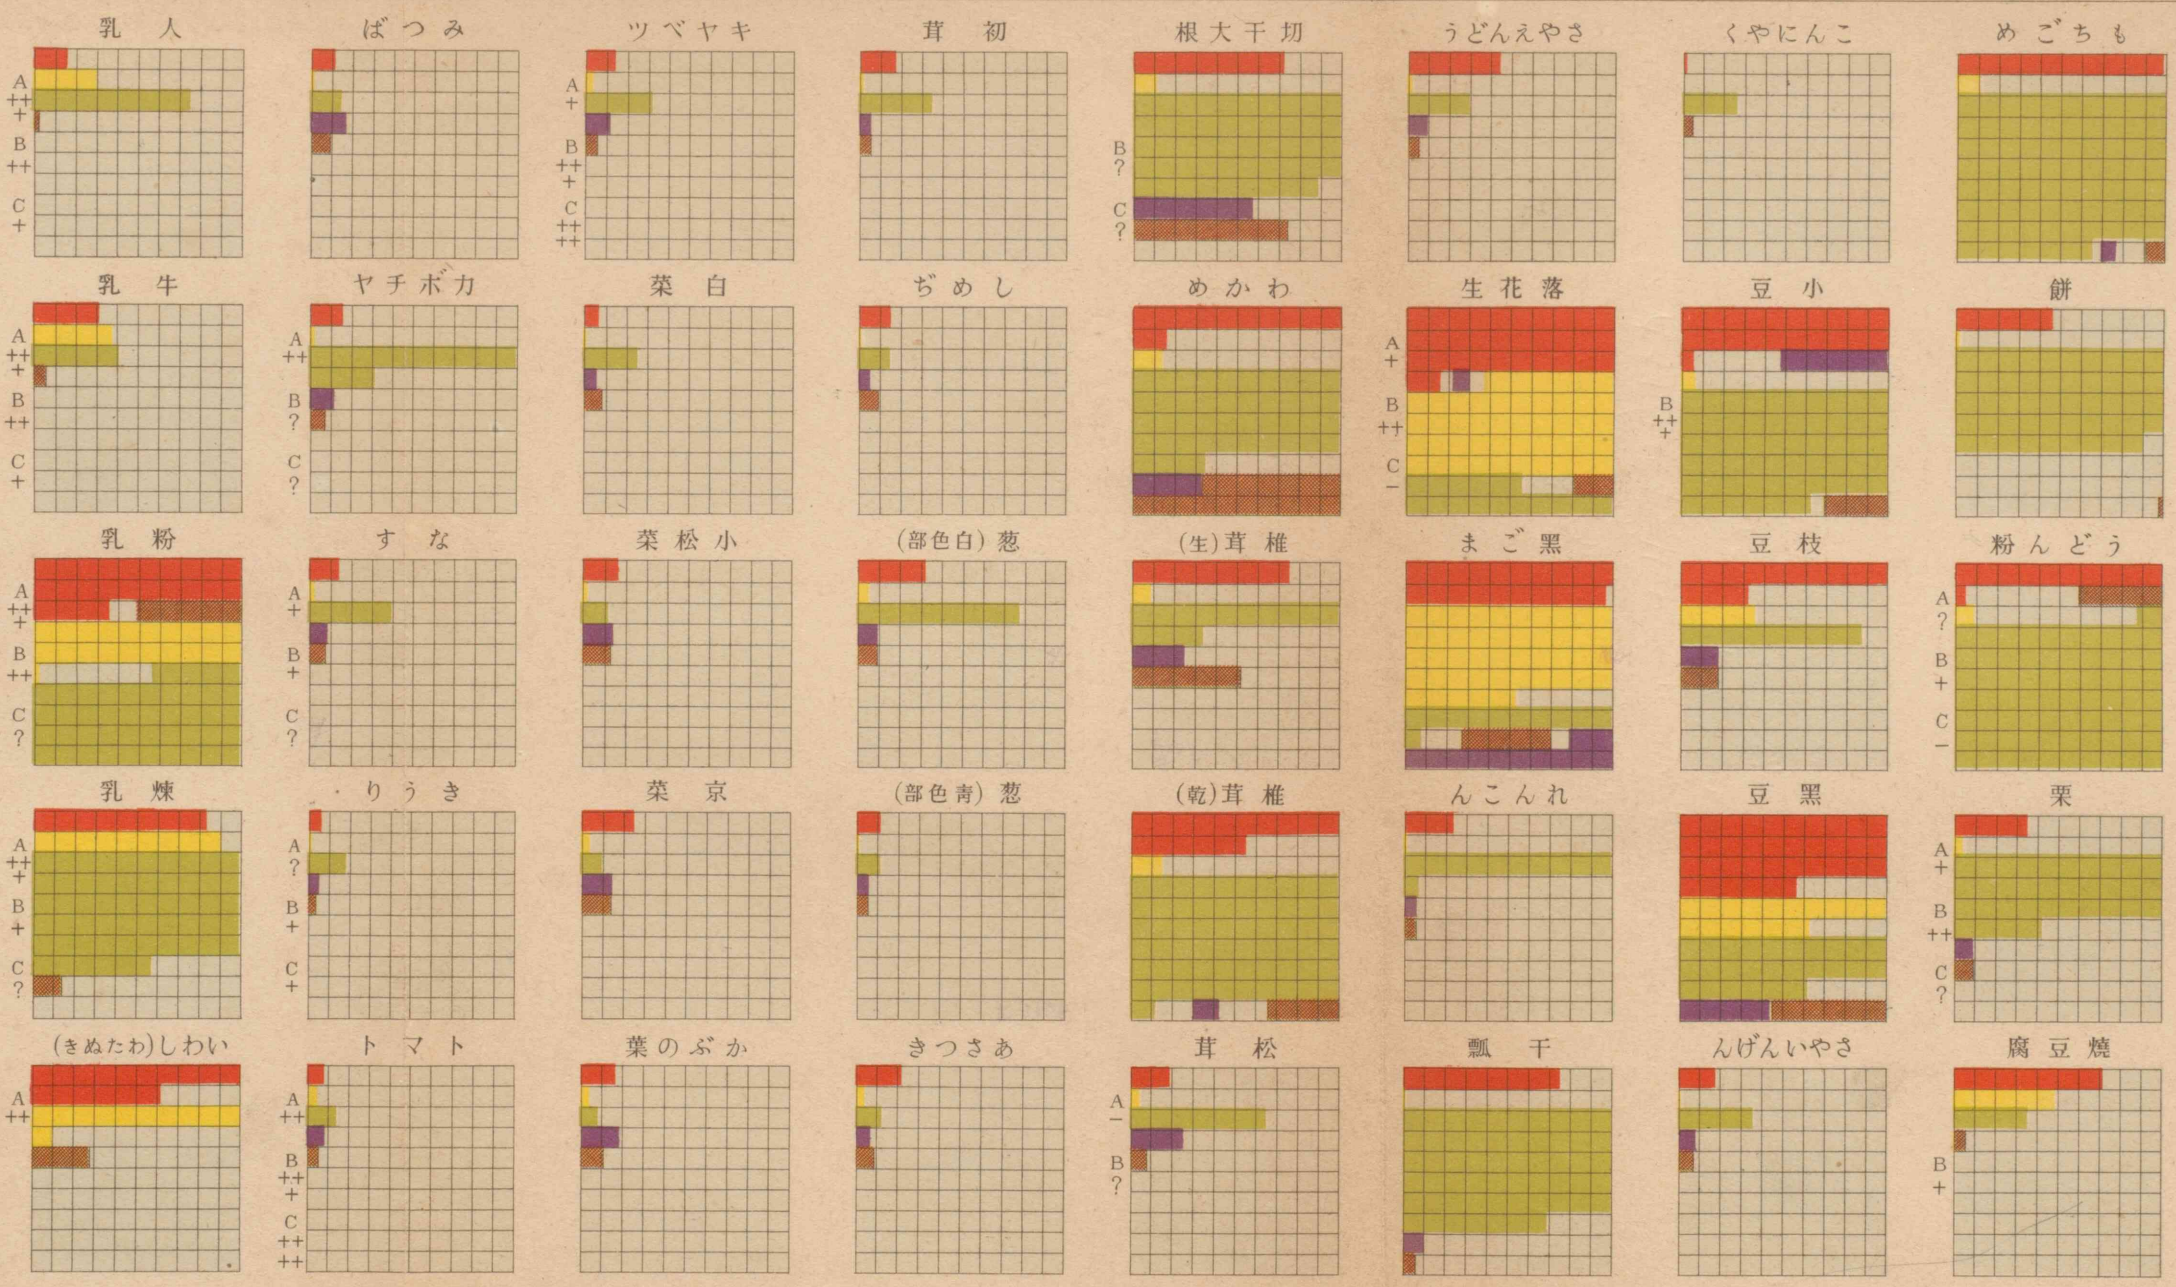 もちごめ
餅
うどん粉
A
?
B
+
C
−
栗
A
+
B
++
C
?
燒豆腐
B
+
こんにやく
小豆
B
++
+
枝豆
黑豆
さやいんげん
さやえんどう
落花生
A
+
B
++
C
−
黑ごま
れんこん
干瓢
切干大根
B
?
C
?
わかめ
椎茸(生)
椎茸(乾)
松茸
A
−
B
?
初茸
しめぢ
葱(白色部)
葱(靑色部)
あさつき
キヤベツ
A
+
B
++
+
C
++
++
白菜
小松菜
京菜
かぶの葉
みつば
カボチヤ
A
++
B
?
C
?
なす
A
+
B
+
C
?
きうり
A
?
B
+
C
+
トマト
A
++
B
++
+
C
++
++
人乳
A
++
+
B
++
C
+
牛乳
A
++
+
B
++
C
+
粉乳
A
++
+
B
++
C
?
煉乳
A
++
+
B
+
C
?
いわし(わたぬき)
A
++